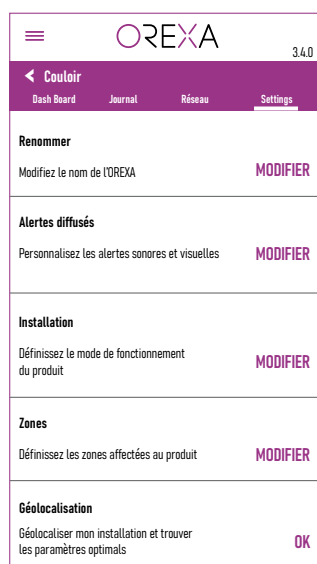 OREXA
3.4.0
Couloir
Dash Board Journal Réseau Settings
Renommer
Modifiez le nom de l'OREXA MODIFIER
Alertes diffusés
Personnalisez les alertes sonores et visuelles MODIFIER
Installation
Définissez le mode de fonctionnement
du produit MODIFIER
Zones
Définissez les zones affectées au produit MODIFIER
Géolocalisation
Géolocaliser mon installation et trouver
les paramètres optimals OK